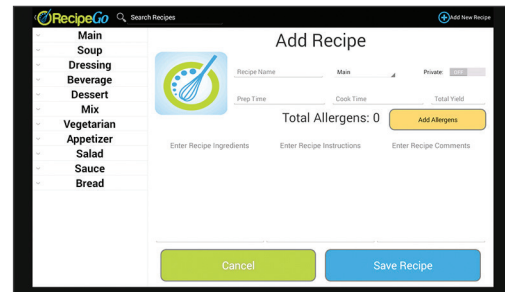 RecipeGo
Search Recipes
Add New Recipe
Main
Soup
Dressing
Beverage
Dessert
Mix
Vegetarian
Appetizer
Salad
Sauce
Bread
Add Recipe
Recipe Name
Main
Private:
OFF
Prep Time
Cook Time
Total Yield
Total Allergens: 0
Add Allergens
Enter Recipe Ingredients
Enter Recipe Instructions
Enter Recipe Comments
Cancel
Save Recipe